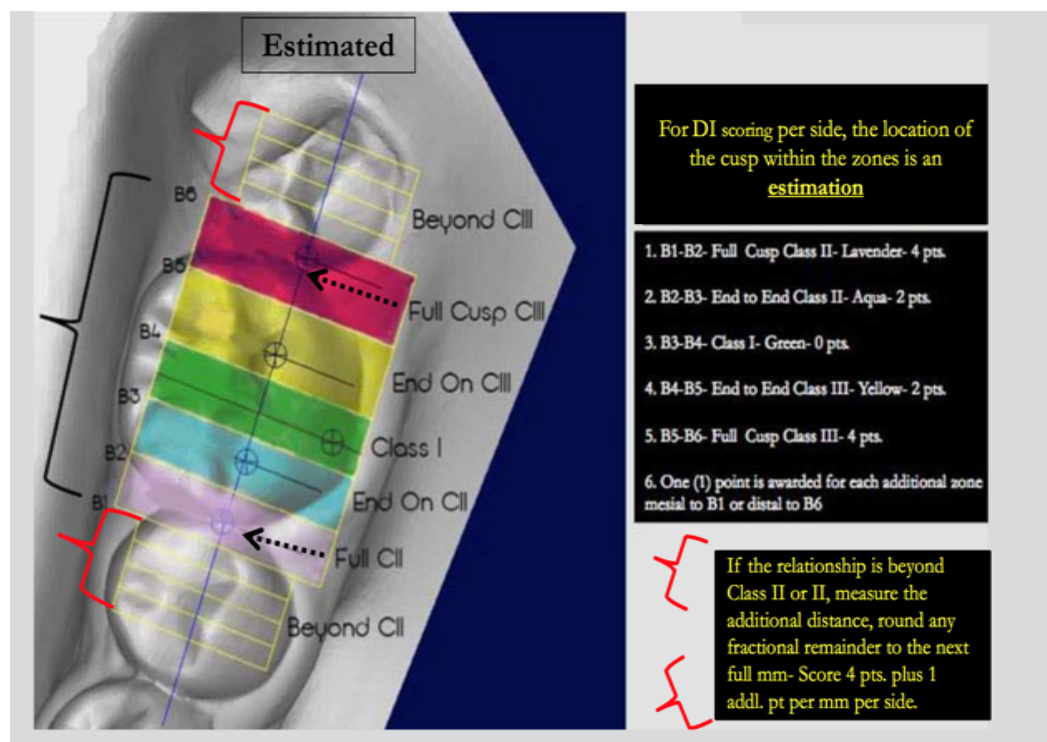 Estimated
B6
B5
B4
B3
B2
B1
Beyond CIII
Full Cusp CIII
End On CIII
Class I
End On CII
Full CII
Beyond CII
For DI scoring per side, the location of
the cusp within the zones is an
estimation
1. B1-B2- Full Cusp Class II- Lavender- 4 pts.
2. B2-B3- End to End Class II- Aqua- 2 pts.
3. B3-B4- Class I- Green- 0 pts.
4. B4-B5- End to End Class III- Yellow- 2 pts.
5. B5-B6- Full Cusp Class III- 4 pts.
6. One (1) point is awarded for each additional zone
mesial to B1 or distal to B6
If the relationship is beyond
Class II or II, measure the
additional distance, round any
fractional remainder to the next
full mm- Score 4 pts. plus 1
addl. pt per mm per side.